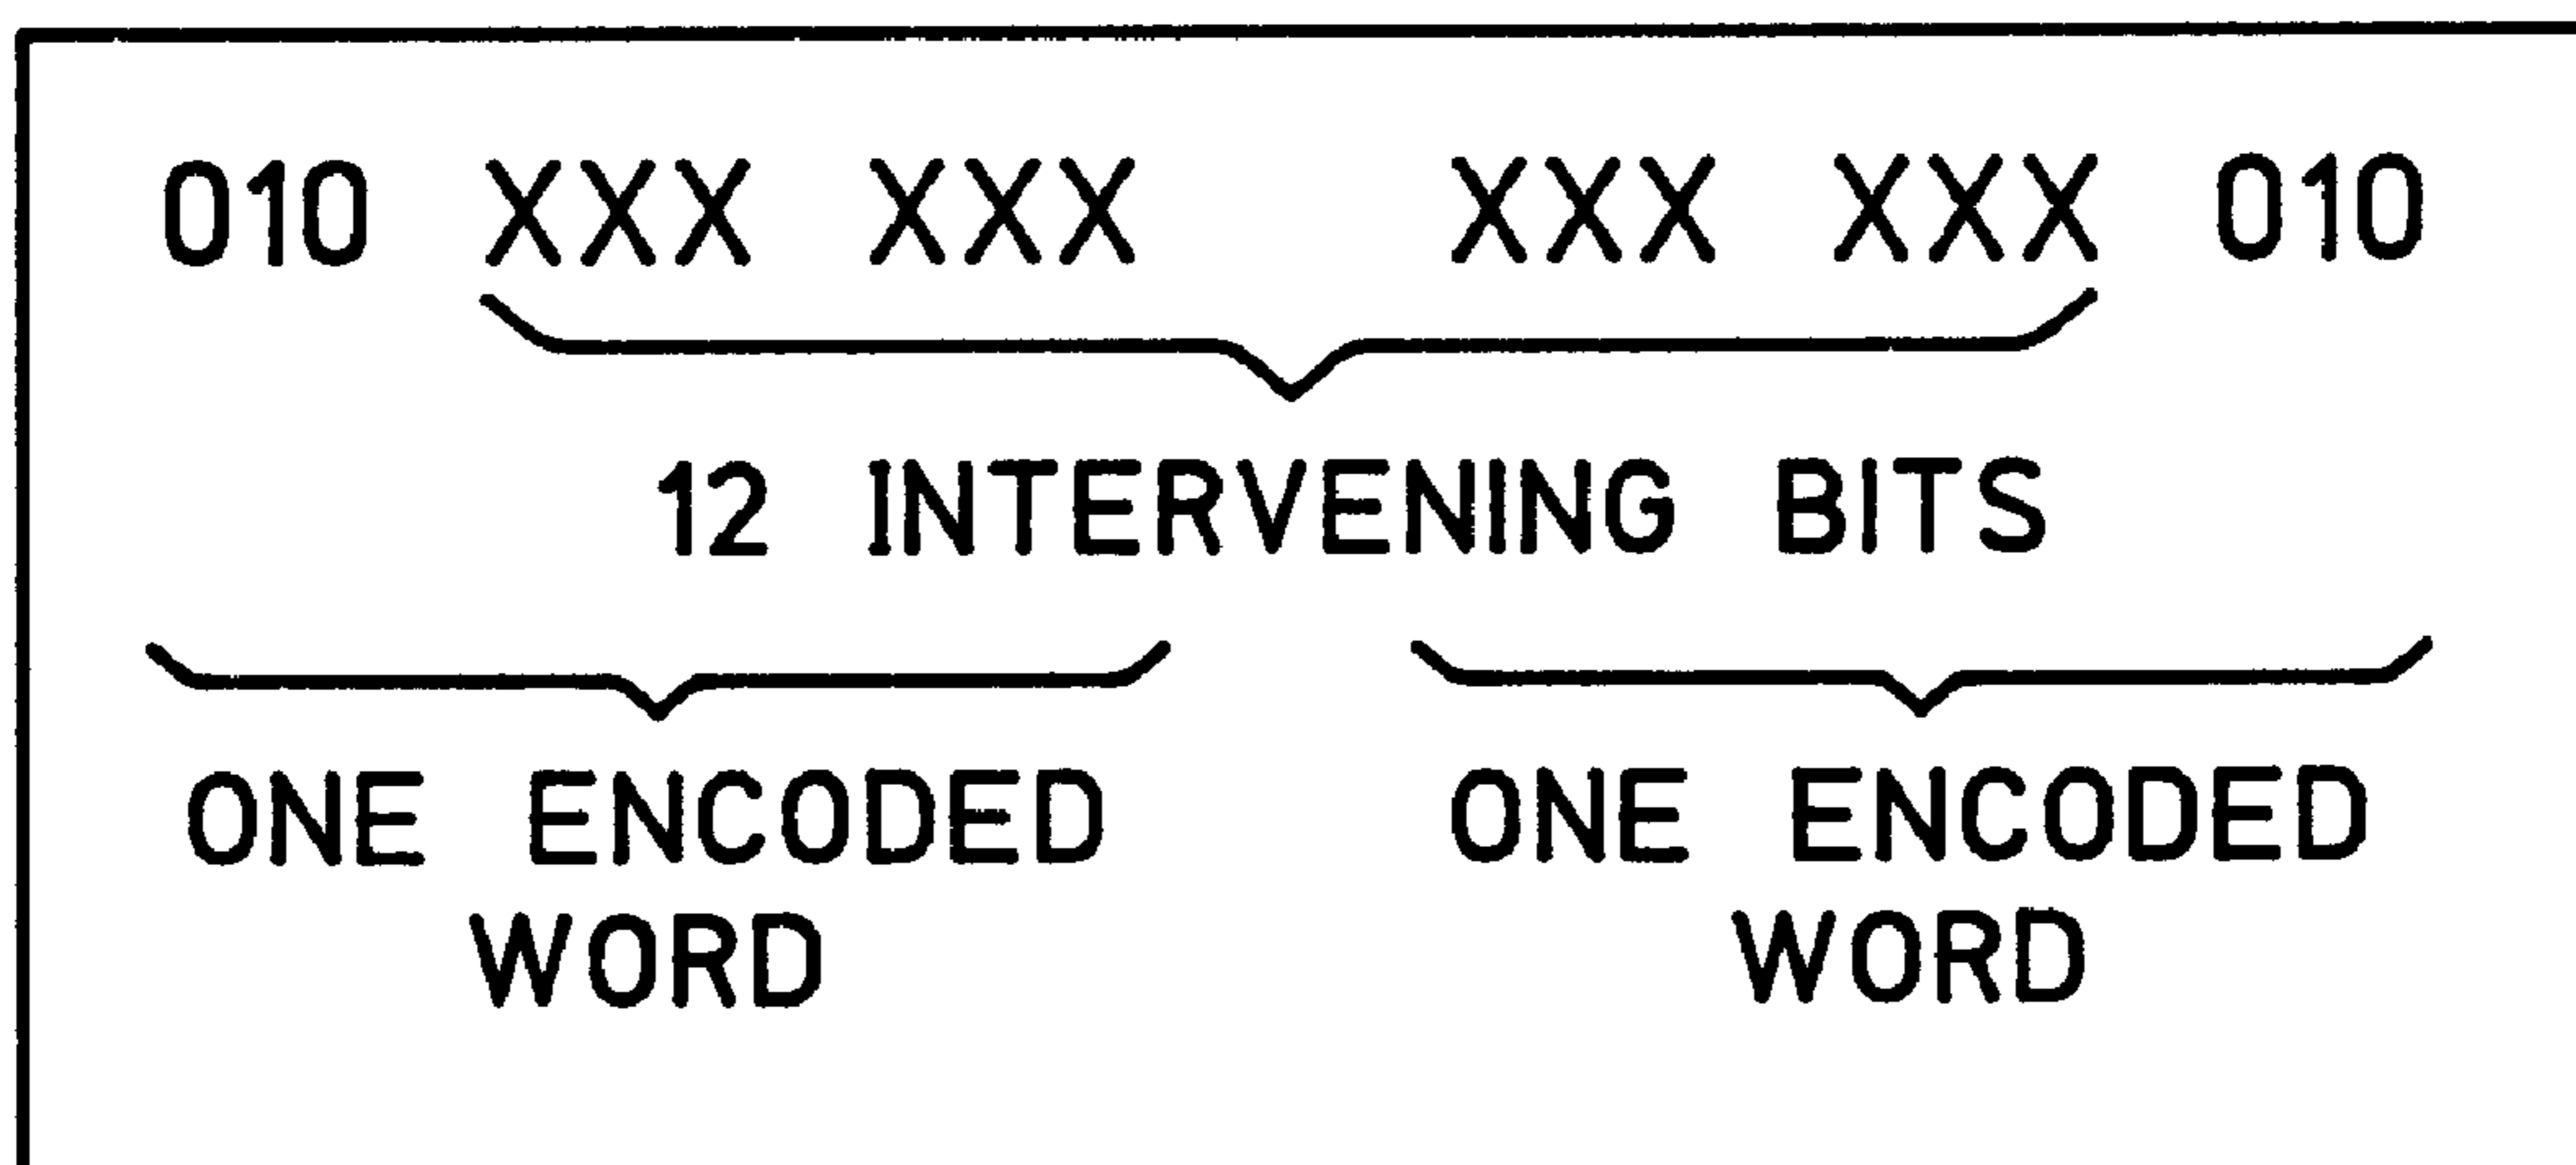 010 XXX XXX XXX XXX 010
12 INTERVENING BITS
ONE ENCODED ONE ENCODED
WORD WORD